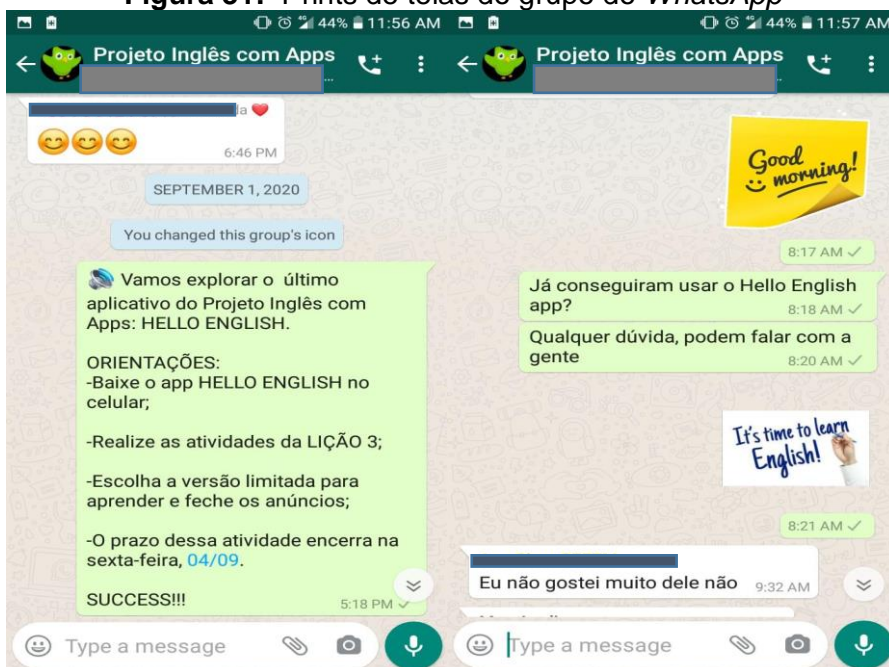 Figura 31: Prints de telas do grupo do WhatsApp
44% 11:56 AM
Projeto Inglês com Apps
...
la ❤️
😊😊😊
6:46 PM
SEPTEMBER 1, 2020
You changed this group's icon
🔊 Vamos explorar o último
aplicativo do Projeto Inglês com
Apps: HELLO ENGLISH.
ORIENTAÇÕES:
-Baixe o app HELLO ENGLISH no
celular;
-Realize as atividades da LIÇÃO 3;
-Escolha a versão limitada para
aprender e feche os anúncios;
-O prazo dessa atividade encerra na
sexta-feira, 04/09.
SUCCESS!!!
5:18 PM
Type a message
44% 11:57 AM
Projeto Inglês com Apps
Good
morning!
8:17 AM
Já conseguiram usar o Hello English
app?
8:18 AM
Qualquer dúvida, podem falar com a
gente
8:20 AM
It's time to learn
English!
8:21 AM
Eu não gostei muito dele não
9:32 AM
Type a message